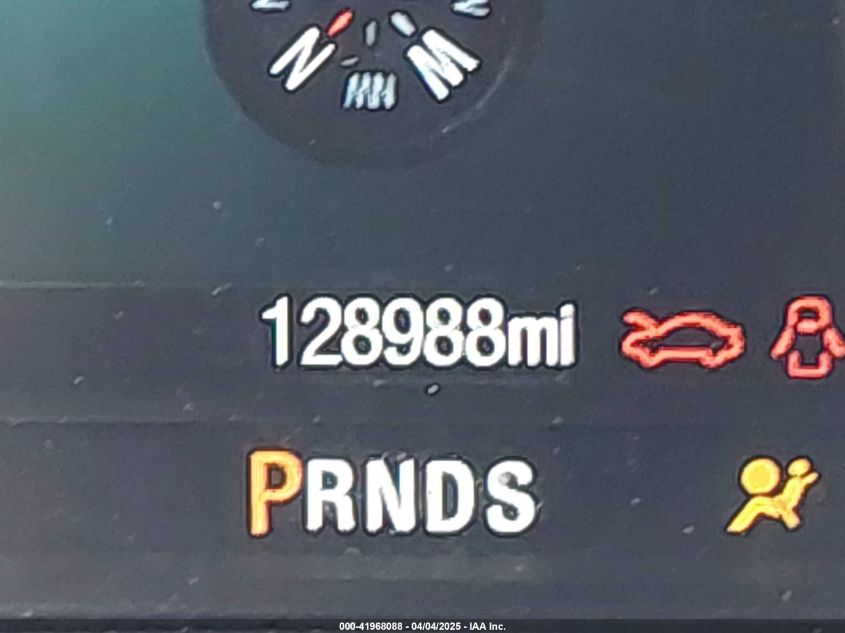 N M
128988mi
PRNDS
000-41968088 - 04/04/2025 - IAA Inc.